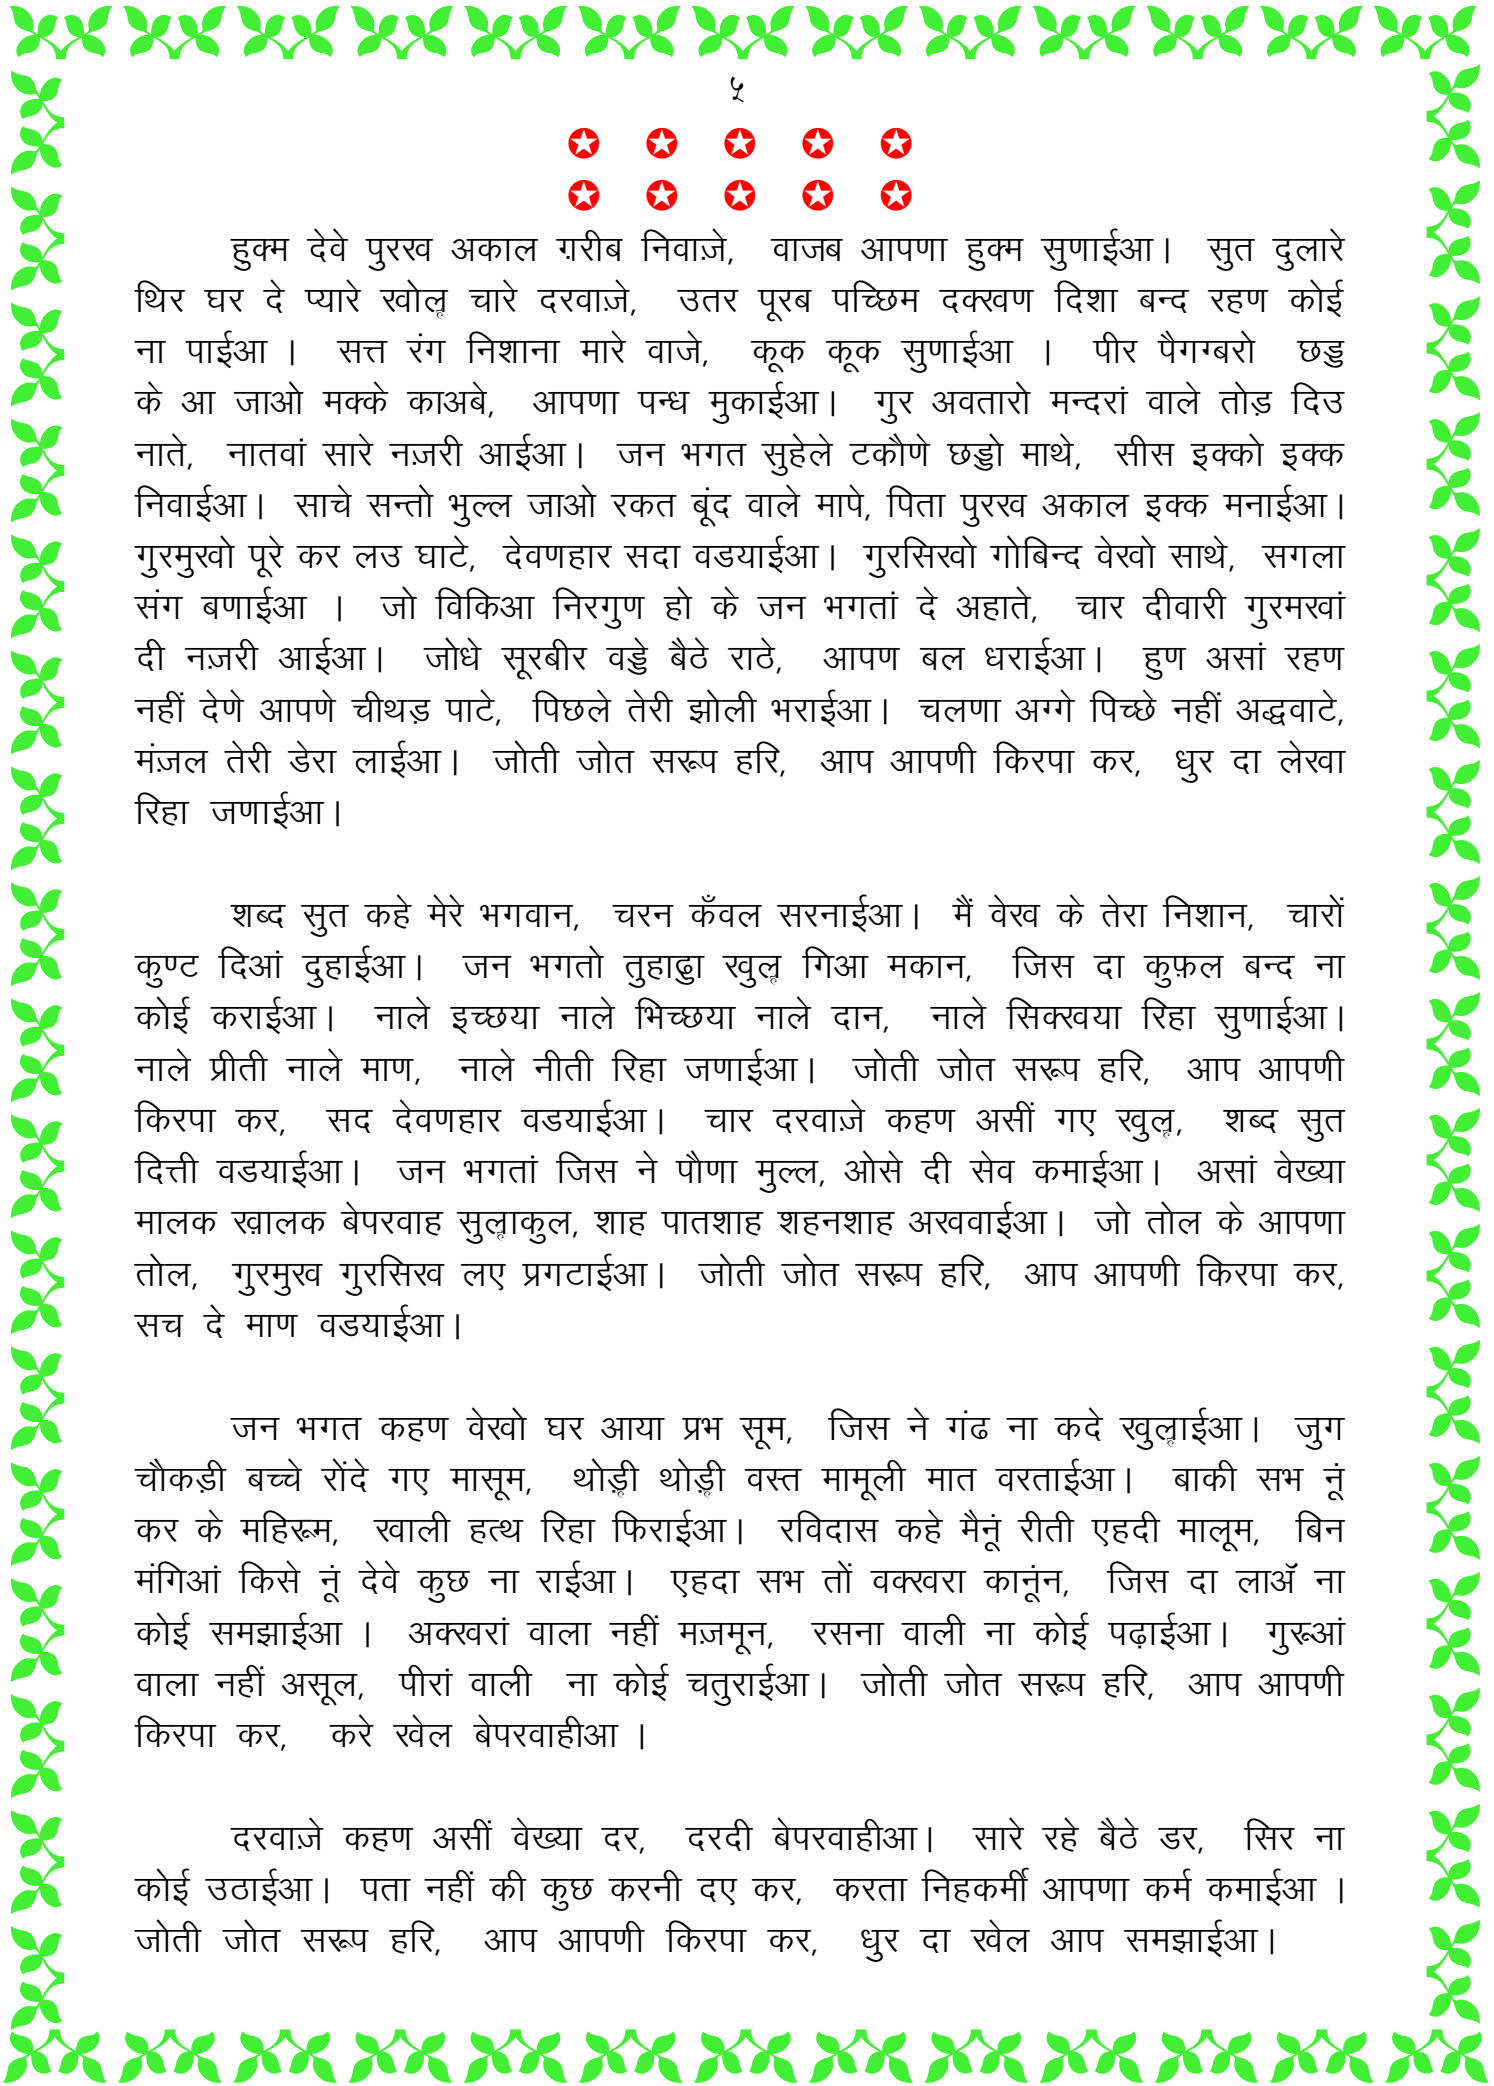 ५
हुक्म देवे पुरख अकाल ग़रीब निवाज़े, वाजब आपणा हुक्म सुणाईआ। सुत दुलारे
थिर घर दे प्यारे खोल्ह चारे दरवाज़े, उतर पूरब पच्छिम दक्खण दिशा बन्द रहण कोई
ना पाईआ । सत्त रंग निशाना मारे वाजे, कूक कूक सुणाईआ । पीर पैगम्बरो छड्ड
के आ जाओ मक्के काअबे, आपणा पन्ध मुकाईआ। गुर अवतारो मन्दरां वाले तोड़ दिउ
नाते, नातवां सारे नज़री आईआ। जन भगत सुहेले टकौणे छड्डो माथे, सीस इक्को इक्क
निवाईआ। साचे सन्तो भुल्ल जाओ रकत बूंद वाले मापे, पिता पुरख अकाल इक्क मनाईआ।
गुरमुखो पूरे कर लउ घाटे, देवणहार सदा वडयाईआ। गुरसिखो गोबिन्द वेखो साथे, सगला
संग बणाईआ । जो विकिआ निरगुण हो के जन भगतां दे अहाते, चार दीवारी गुरमखां
दी नज़री आईआ। जोधे सूरबीर वड्डे बैठे राठे, आपण बल धराईआ। हुण असां रहण
नहीं देणे आपणे चीथड़ पाटे, पिछले तेरी झोली भराईआ। चलणा अग्गे पिच्छे नहीं अद्धवाटे,
मंज़ल तेरी डेरा लाईआ। जोती जोत सरूप हरि, आप आपणी किरपा कर, धुर दा लेखा
रिहा जणाईआ।
शब्द सुत कहे मेरे भगवान, चरन कँवल सरनाईआ। मैं वेख के तेरा निशान, चारों
कुण्ट दिआं दुहाईआ। जन भगतो तुहाढ्ढा खुल्ह गिआ मकान, जिस दा कुफ़ल बन्द ना
कोई कराईआ। नाले इच्छया नाले भिच्छया नाले दान, नाले सिक्खया रिहा सुणाईआ।
नाले प्रीती नाले माण, नाले नीती रिहा जणाईआ। जोती जोत सरूप हरि, आप आपणी
किरपा कर, सद देवणहार वडयाईआ। चार दरवाज़े कहण असीं गए खुल्ह, शब्द सुत
दित्ती वडयाईआ। जन भगतां जिस ने पौणा मुल्ल, ओसे दी सेव कमाईआ। असां वेख्या
मालक ख़ालक बेपरवाह सुल्हाकुल, शाह पातशाह शहनशाह अखवाईआ। जो तोल के आपणा
तोल, गुरमुख गुरसिख लए प्रगटाईआ। जोती जोत सरूप हरि, आप आपणी किरपा कर,
सच दे माण वडयाईआ।
जन भगत कहण वेखो घर आया प्रभ सूम, जिस ने गंढ ना कदे खुल्हाईआ। जुग
चौकड़ी बच्चे रोंदे गए मासूम, थोड़्ही थोड़्ही वस्त मामूली मात वरताईआ। बाकी सभ नूं
कर के महिरूम, खाली हत्थ रिहा फिराईआ। रविदास कहे मैनूं रीती एहदी मालूम, बिन
मंगिआं किसे नूं देवे कुछ ना राईआ। एहदा सभ तों वक्खरा कानूंन, जिस दा लाअॅ ना
कोई समझाईआ । अक्खरां वाला नहीं मज़मून, रसना वाली ना कोई पढ़ाईआ। गुरूआं
वाला नहीं असूल, पीरां वाली ना कोई चतुराईआ। जोती जोत सरूप हरि, आप आपणी
किरपा कर, करे खेल बेपरवाहीआ ।
दरवाज़े कहण असीं वेख्या दर, दरदी बेपरवाहीआ। सारे रहे बैठे डर, सिर ना
कोई उठाईआ। पता नहीं की कुछ करनी दए कर, करता निहकर्मीं आपणा कर्म कमाईआ ।
जोती जोत सरूप हरि, आप आपणी किरपा कर, धुर दा खेल आप समझाईआ।